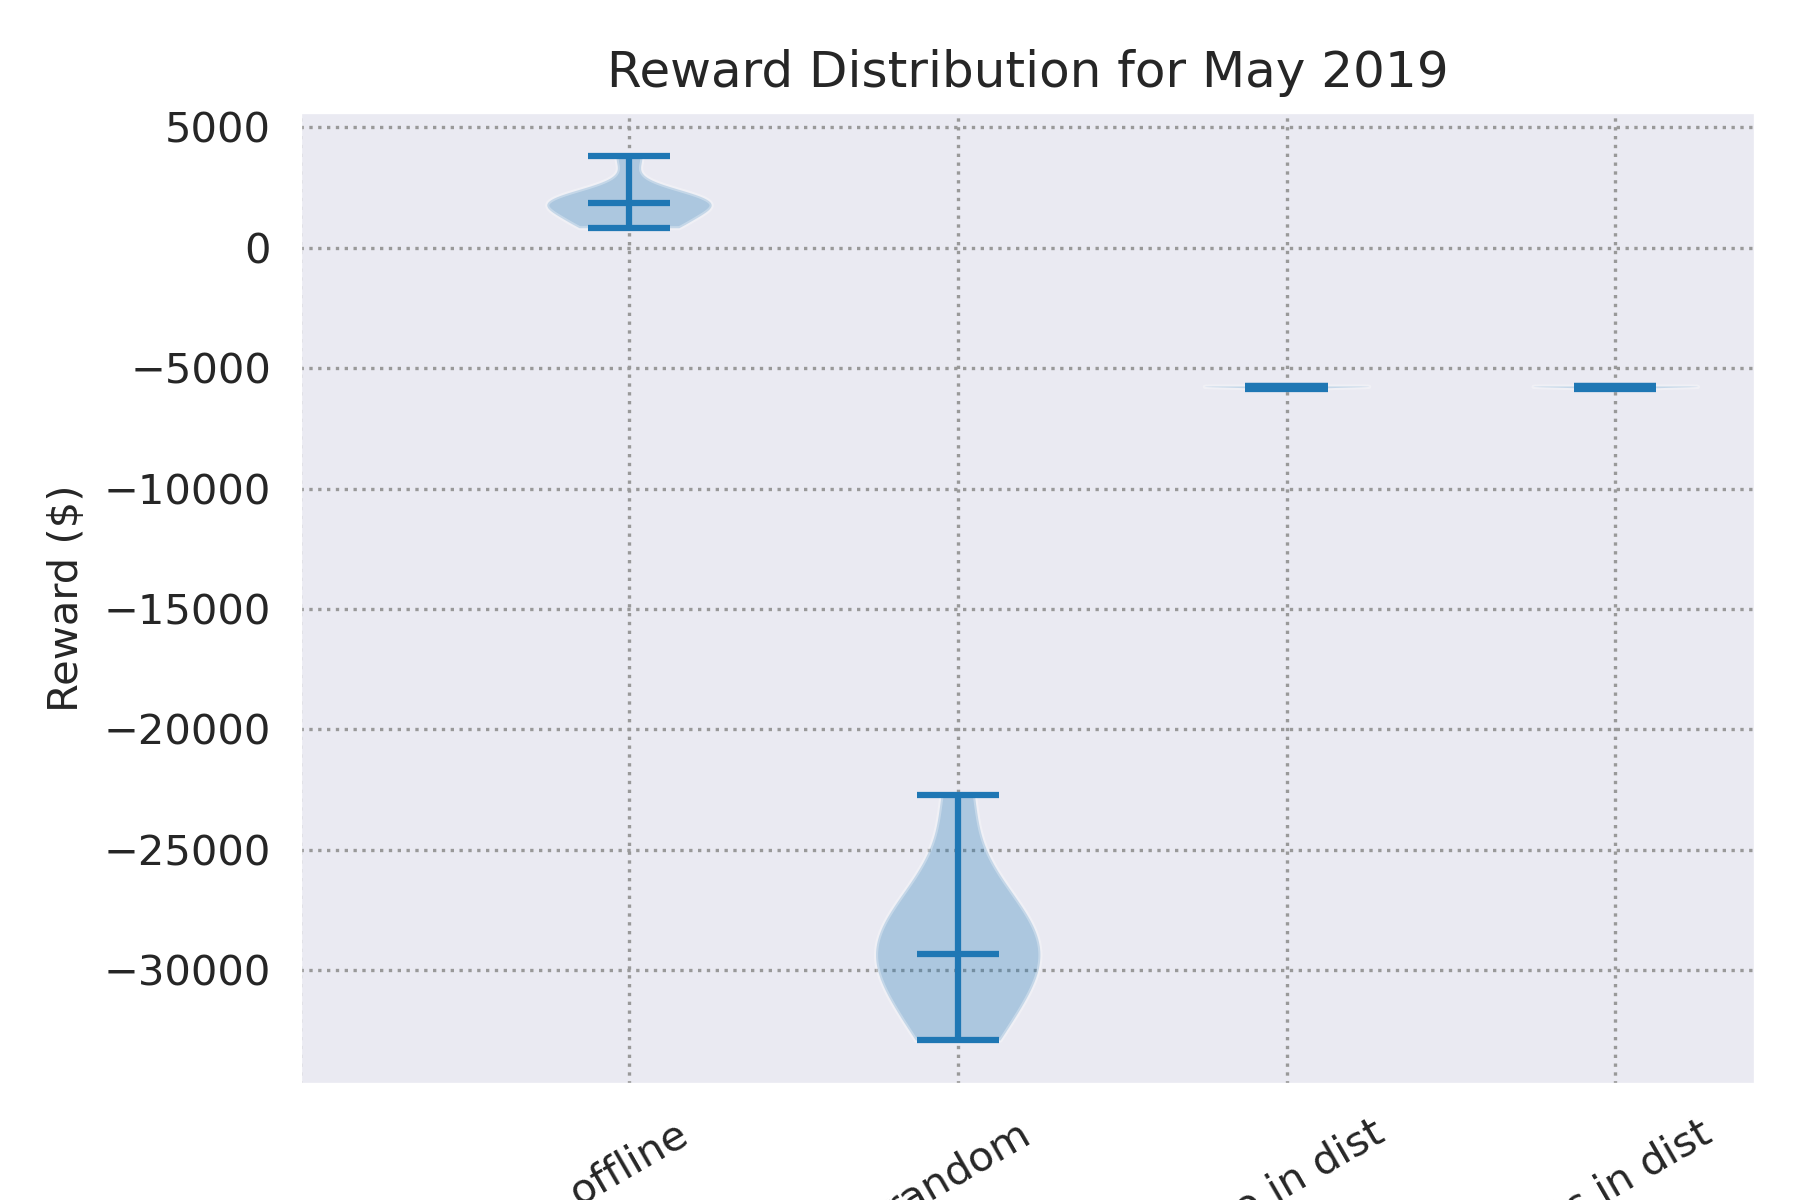 Reward Distribution for May 2019
5000
0
−5000
−10000
−15000
−20000
−25000
−30000
Reward ($)
offline
random
in dist
in dist